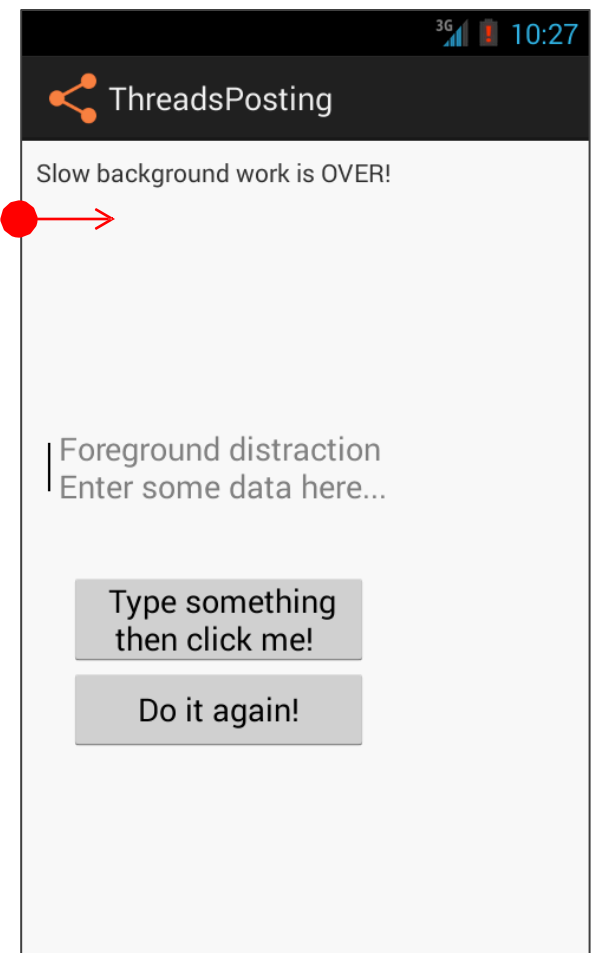 3G 10:27
ThreadsPosting
Slow background work is OVER!
Foreground distraction
Enter some data here...
Type something
then click me!
Do it again!